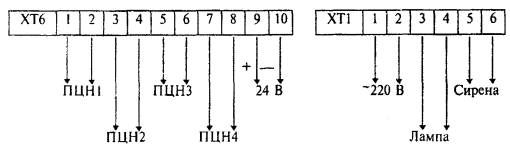 XT6 1 2 3 4 5 6 7 8 9 10
+ —
ПЦН1 ПЦН3 24 В
ПЦН2 ПЦН4
XT1 1 2 3 4 5 6
~220 В Сирена
Лампа